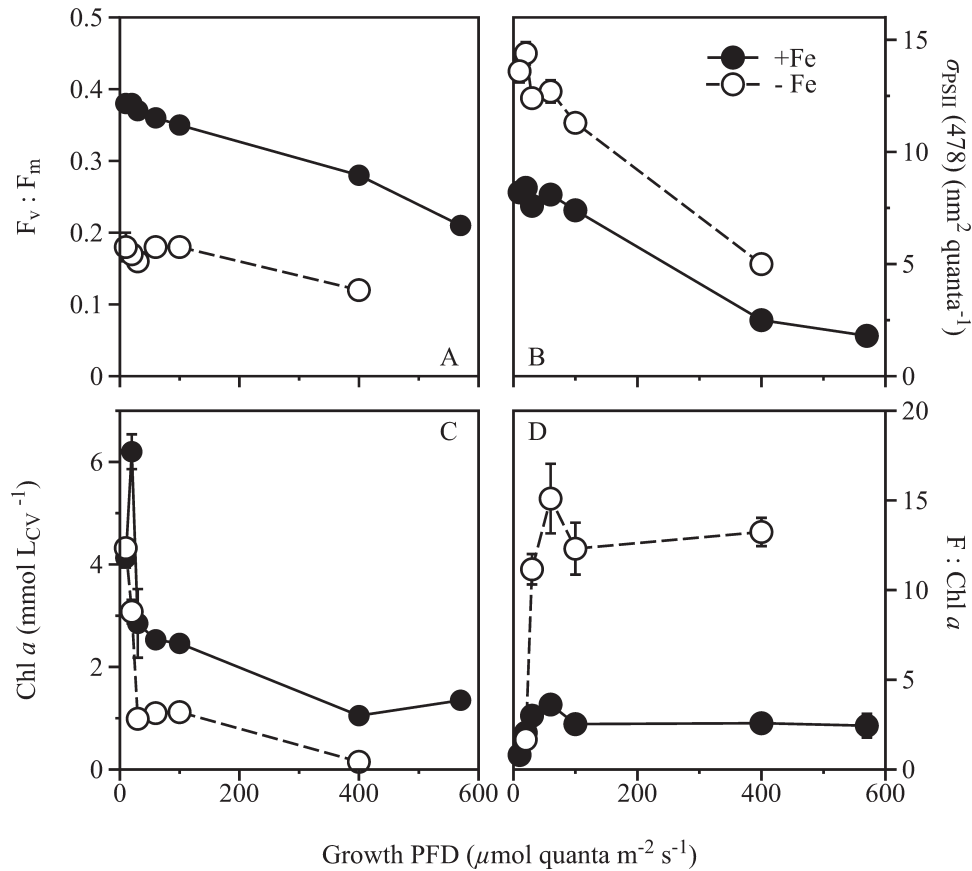 0.5
0.4
0.3
0.2
0.1
0
Fv : Fm
A
15
10
5
0
σPSII (478) (nm² quanta⁻¹)
+Fe
- Fe
B
6
4
2
0
Chl a (mmol LCV ⁻¹)
C
0 200 400 600
20
15
10
5
0
F : Chl a
D
0 200 400 600
Growth PFD (µmol quanta m⁻² s⁻¹)